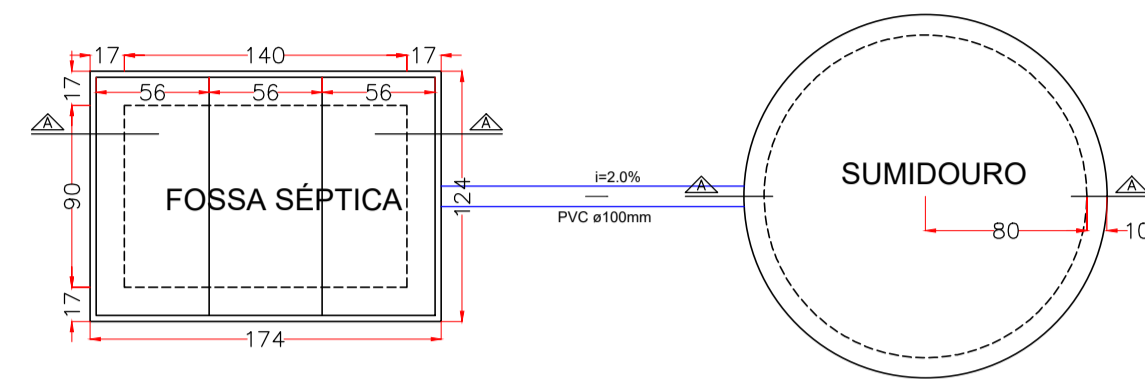 17 140 17
17
56 56 56
A A
90
FOSSA SÉPTICA
124
17
174
i=2.0%
PVC ø100mm
A A
SUMIDOURO
80 10